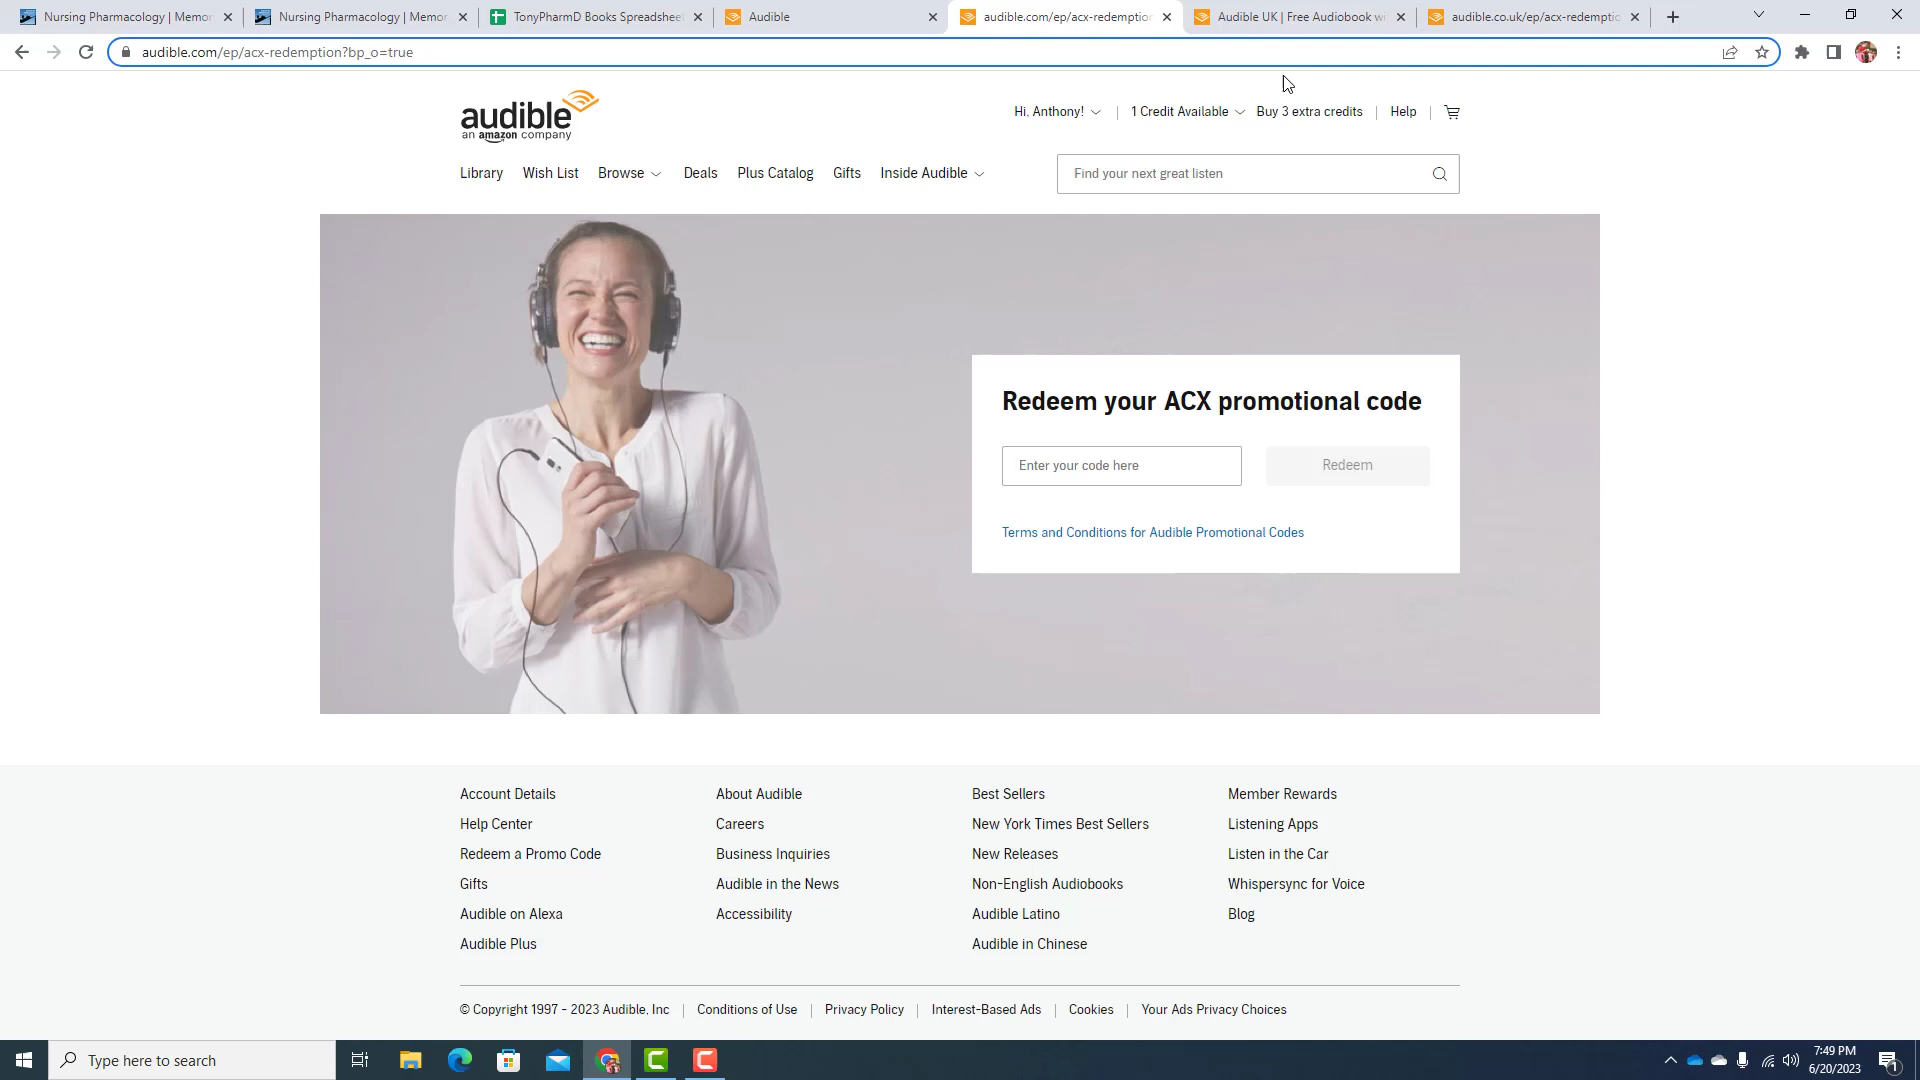 Nursing Pharmacology | Memor
Nursing Pharmacology | Memor
TonyPharmD Books Spreadsheet
Audible
audible.com/ep/acx-redemption
Audible UK | Free Audiobook wi
audible.co.uk/ep/acx-redemptio
audible.com/ep/acx-redemption?bp_o=true
audible
an amazon company
Hi, Anthony!
1 Credit Available
Buy 3 extra credits
Help
Library
Wish List
Browse
Deals
Plus Catalog
Gifts
Inside Audible
Find your next great listen
Redeem your ACX promotional code
Enter your code here
Redeem
Terms and Conditions for Audible Promotional Codes
Account Details
Help Center
Redeem a Promo Code
Gifts
Audible on Alexa
Audible Plus
About Audible
Careers
Business Inquiries
Audible in the News
Accessibility
Best Sellers
New York Times Best Sellers
New Releases
Non-English Audiobooks
Audible Latino
Audible in Chinese
Member Rewards
Listening Apps
Listen in the Car
Whispersync for Voice
Blog
© Copyright 1997 - 2023 Audible, Inc
Conditions of Use
Privacy Policy
Interest-Based Ads
Cookies
Your Ads Privacy Choices
Type here to search
7:49 PM
6/20/2023
1